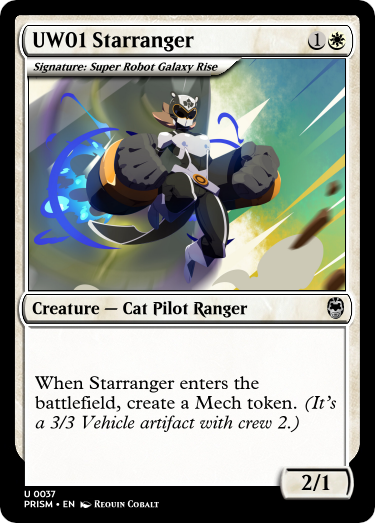 UW01 Starranger
1
Signature: Super Robot Galaxy Rise
Creature — Cat Pilot Ranger
When Starranger enters the
battlefield, create a Mech token. (It's
a 3/3 Vehicle artifact with crew 2.)
2/1
U 0037
PRISM • EN Requin Cobalt